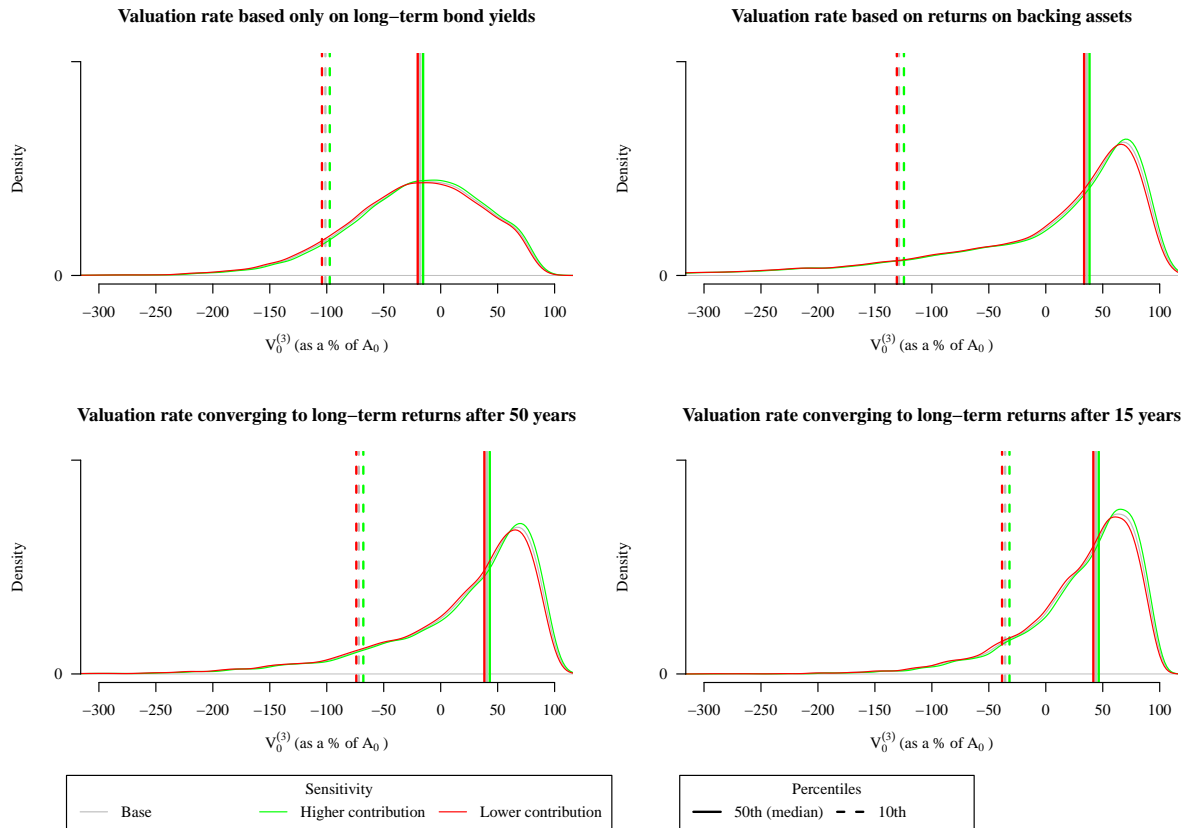 Valuation rate based only on long−term bond yields
Density
0
−300 −250 −200 −150 −100 −50 0 50 100
V₀⁽³⁾ (as a % of A₀ )
Valuation rate based on returns on backing assets
Density
0
−300 −250 −200 −150 −100 −50 0 50 100
V₀⁽³⁾ (as a % of A₀ )
Valuation rate converging to long−term returns after 50 years
Density
0
−300 −250 −200 −150 −100 −50 0 50 100
V₀⁽³⁾ (as a % of A₀ )
Valuation rate converging to long−term returns after 15 years
Density
0
−300 −250 −200 −150 −100 −50 0 50 100
V₀⁽³⁾ (as a % of A₀ )
Sensitivity
Base Higher contribution Lower contribution
Percentiles
50th (median) 10th